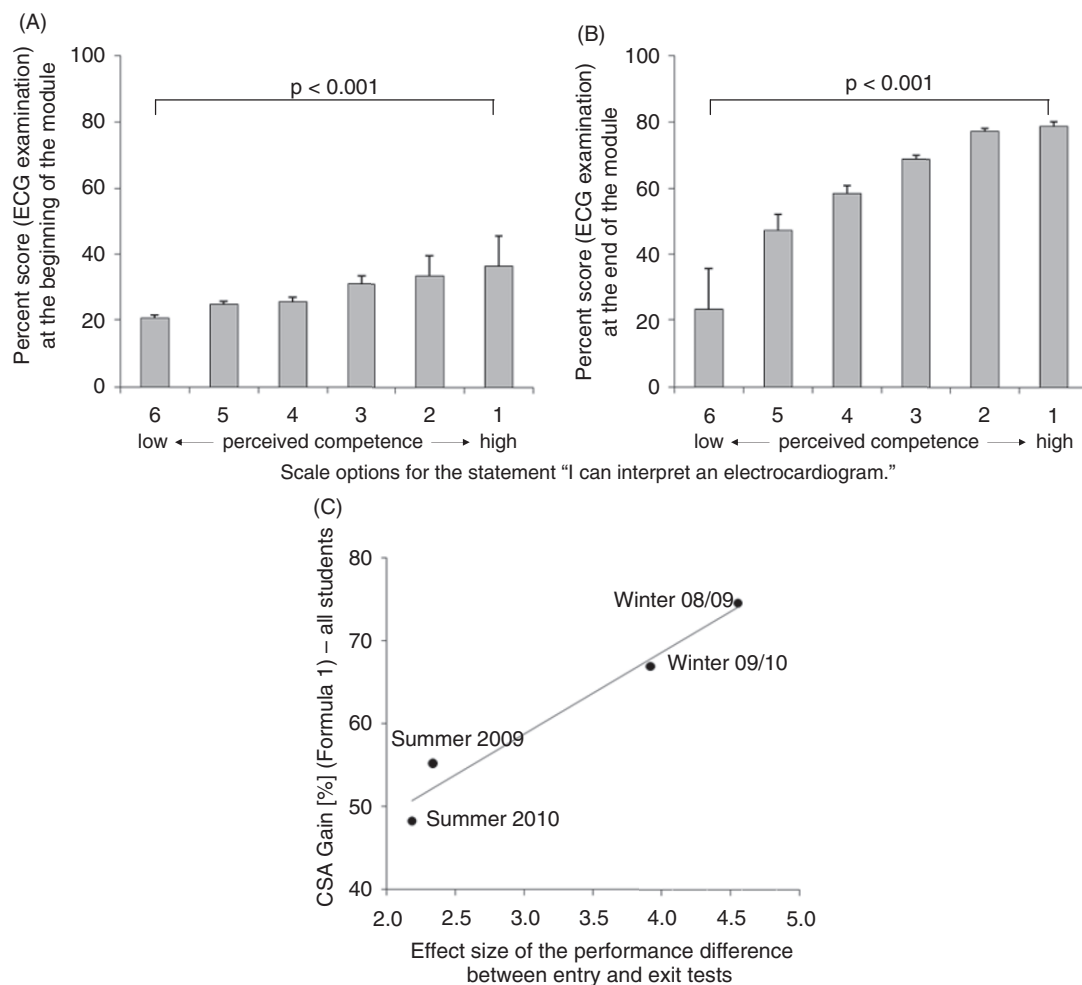 (A)
Percent score (ECG examination)
at the beginning of the module
100
80
60
40
20
0
p < 0.001
6 5 4 3 2 1
low ← perceived competence → high
(B)
Percent score (ECG examination)
at the end of the module
100
80
60
40
20
0
p < 0.001
6 5 4 3 2 1
low ← perceived competence → high
Scale options for the statement “I can interpret an electrocardiogram.”
(C)
CSA Gain [%] (Formula 1) – all students
80
70
60
50
40
Winter 08/09
Winter 09/10
Summer 2009
Summer 2010
2.0 2.5 3.0 3.5 4.0 4.5 5.0
Effect size of the performance difference
between entry and exit tests